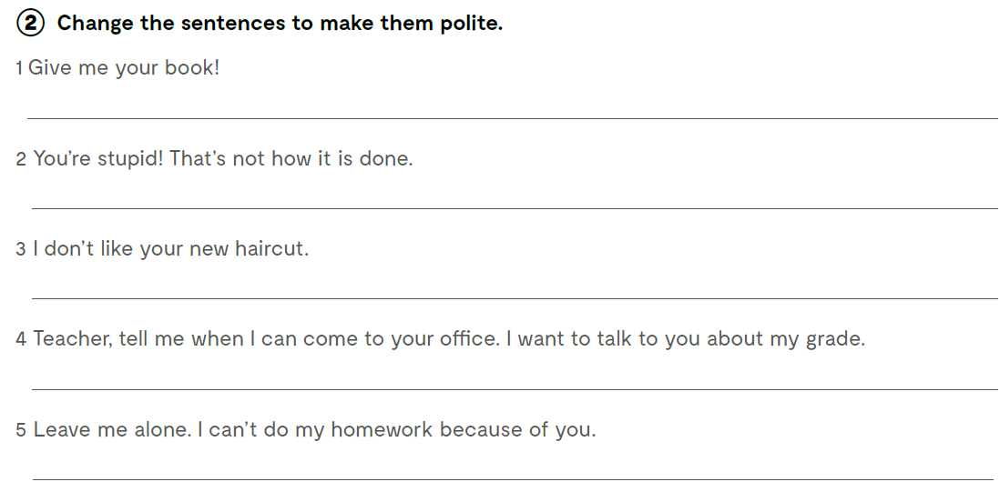 2 Change the sentences to make them polite.
1 Give me your book!
2 You’re stupid! That’s not how it is done.
3 I don’t like your new haircut.
4 Teacher, tell me when I can come to your office. I want to talk to you about my grade.
5 Leave me alone. I can’t do my homework because of you.